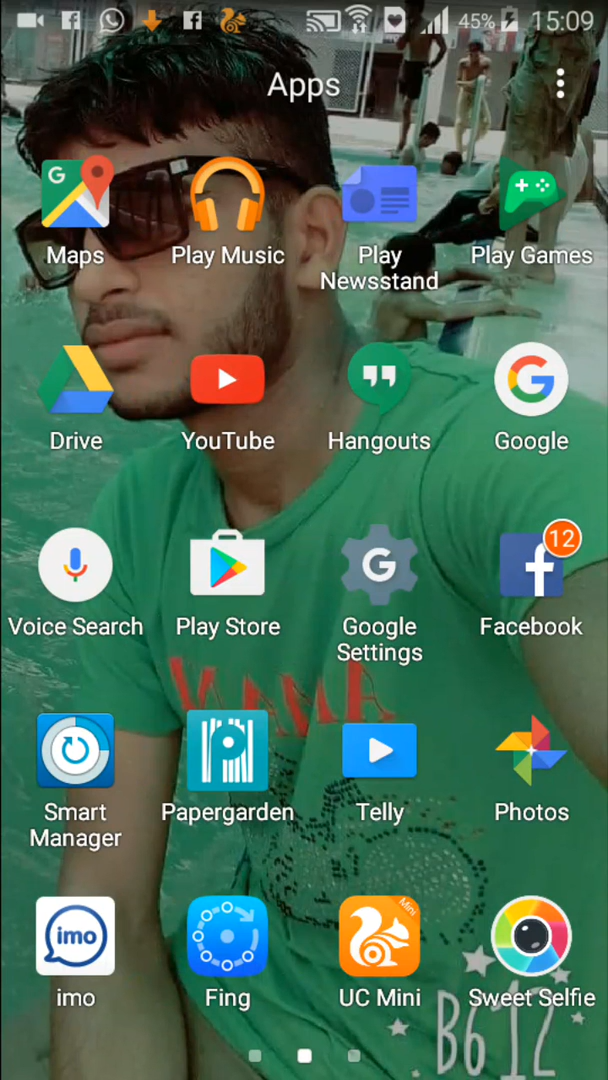 45% 15:09
Apps
G
Maps
Play Music
Play
Newsstand
Play Games
Drive
YouTube
Hangouts
G
Google
Voice Search
Play Store
G
Google
Settings
f 12
Facebook
Smart
Manager
P
Papergarden
Telly
Photos
imo
imo
Fing
Mini
UC Mini
Sweet Selfie
B612